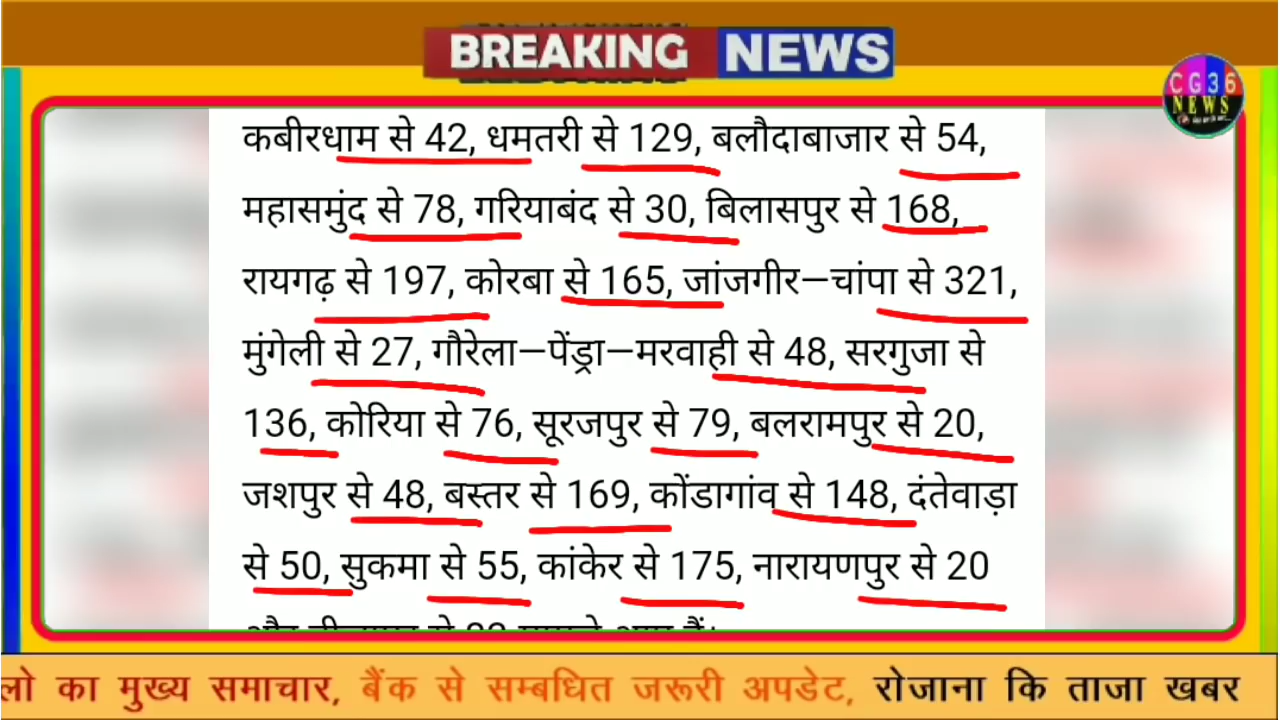 BREAKING NEWS
CG36
NEWS
कबीरधाम से 42, धमतरी से 129, बलौदाबाजार से 54,
महासमुंद से 78, गरियाबंद से 30, बिलासपुर से 168,
रायगढ़ से 197, कोरबा से 165, जांजगीर–चांपा से 321,
मुंगेली से 27, गौरेला–पेंड्रा–मरवाही से 48, सरगुजा से
136, कोरिया से 76, सूरजपुर से 79, बलरामपुर से 20,
जशपुर से 48, बस्तर से 169, कोंडागांव से 148, दंतेवाड़ा
से 50, सुकमा से 55, कांकेर से 175, नारायणपुर से 20
लो का मुख्य समाचार, बैंक से सम्बधित जरूरी अपडेट, रोजाना कि ताजा खबर